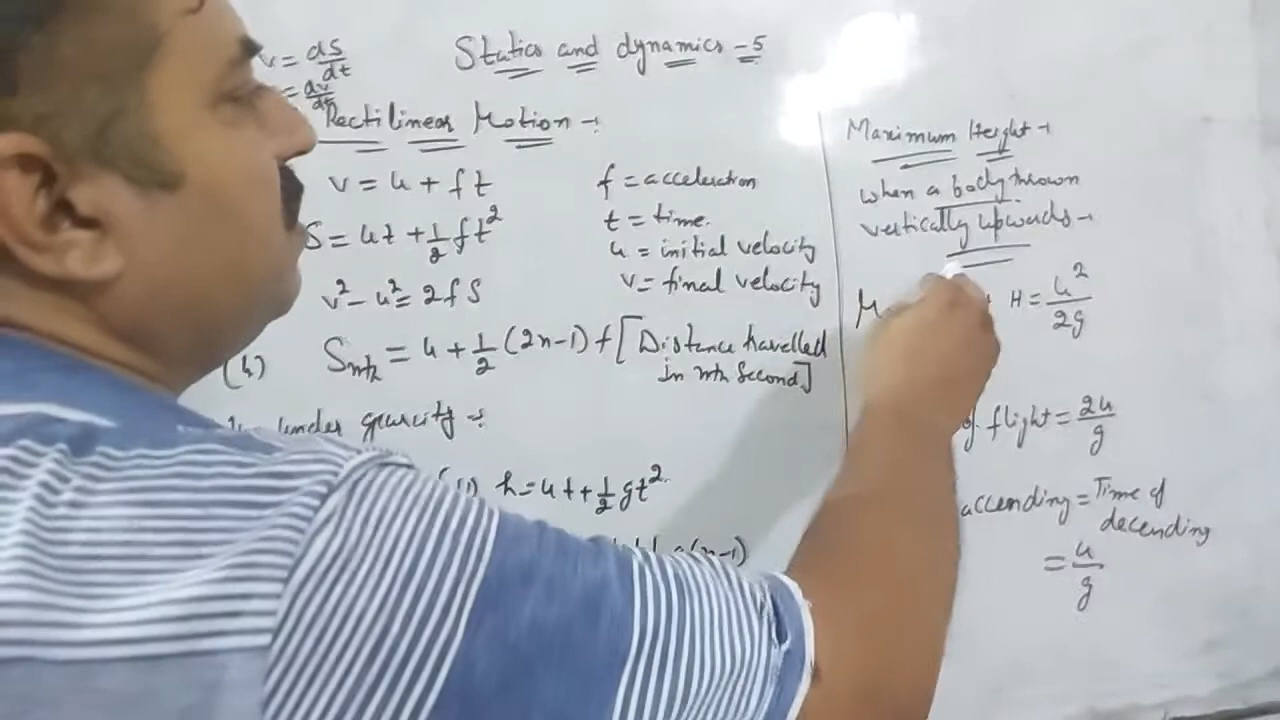 v = dS/dt
Statics and dynamics - 5
= dv/dt
Rectilinear Motion -:
v = u + ft
S = ut + 1/2 ft²
v² - u² = 2fS
(h) Snth = u + 1/2 (2n-1) f [Distance travelled
in nth Second]
f = acceleration
t = time.
u = initial velocity
v = final velocity
under gravity -:
(ii) h = ut + 1/2 gt²
(n-1)
Maximum Height -
when a body thrown
vertically upwards -
H = u²/2g
of flight = 2u/g
accending = Time of
decending
= u/g